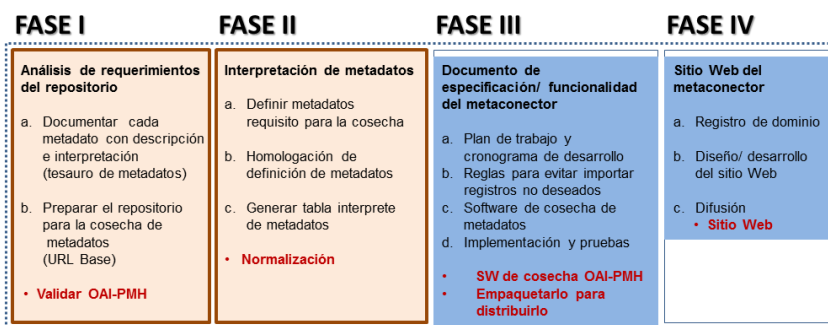 FASE I
Análisis de requerimientos
del repositorio
a. Documentar cada
metadato con descripción
e interpretación
(tesauro de metadatos)
b. Preparar el repositorio
para la cosecha de
metadatos
(URL Base)
• Validar OAI-PMH
FASE II
Interpretación de metadatos
a. Definir metadatos
requisito para la cosecha
b. Homologación de
definición de metadatos
c. Generar tabla interprete
de metadatos
• Normalización
FASE III
Documento de
especificación/ funcionalidad
del metaconector
a. Plan de trabajo y
cronograma de desarrollo
b. Reglas para evitar importar
registros no deseados
c. Software de cosecha de
metadatos
d. Implementación y pruebas
• SW de cosecha OAI-PMH
• Empaquetarlo para
distribuirlo
FASE IV
Sitio Web del
metaconector
a. Registro de dominio
b. Diseño/ desarrollo
del sitio Web
c. Difusión
• Sitio Web